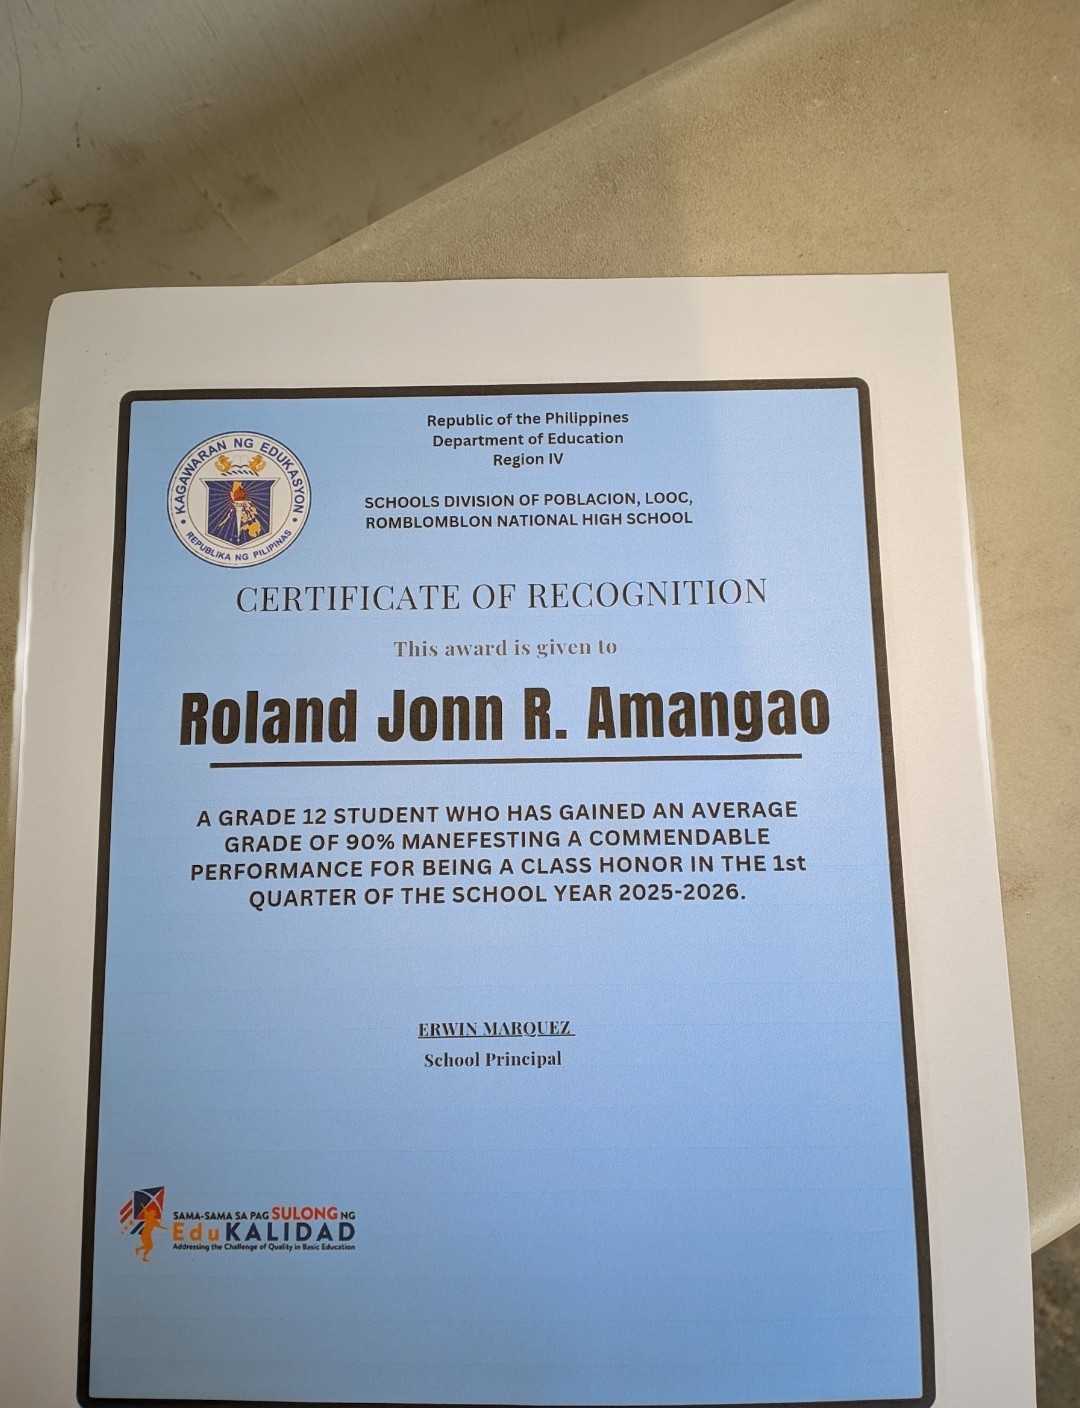 Republic of the Philippines
Department of Education
Region IV
KAGAWARAN NG EDUKASYON
REPUBLIKA NG PILIPINAS
SCHOOLS DIVISION OF POBLACION, LOOC,
ROMBLOMBLON NATIONAL HIGH SCHOOL
CERTIFICATE OF RECOGNITION
This award is given to
Roland Jonn R. Amangao
A GRADE 12 STUDENT WHO HAS GAINED AN AVERAGE
GRADE OF 90% MANEFESTING A COMMENDABLE
PERFORMANCE FOR BEING A CLASS HONOR IN THE 1st
QUARTER OF THE SCHOOL YEAR 2025-2026.
ERWIN MARQUEZ
School Principal
SAMA-SAMA SA PAG SULONG NG
EduKALIDAD
Addressing the Challenge of Quality in Basic Education